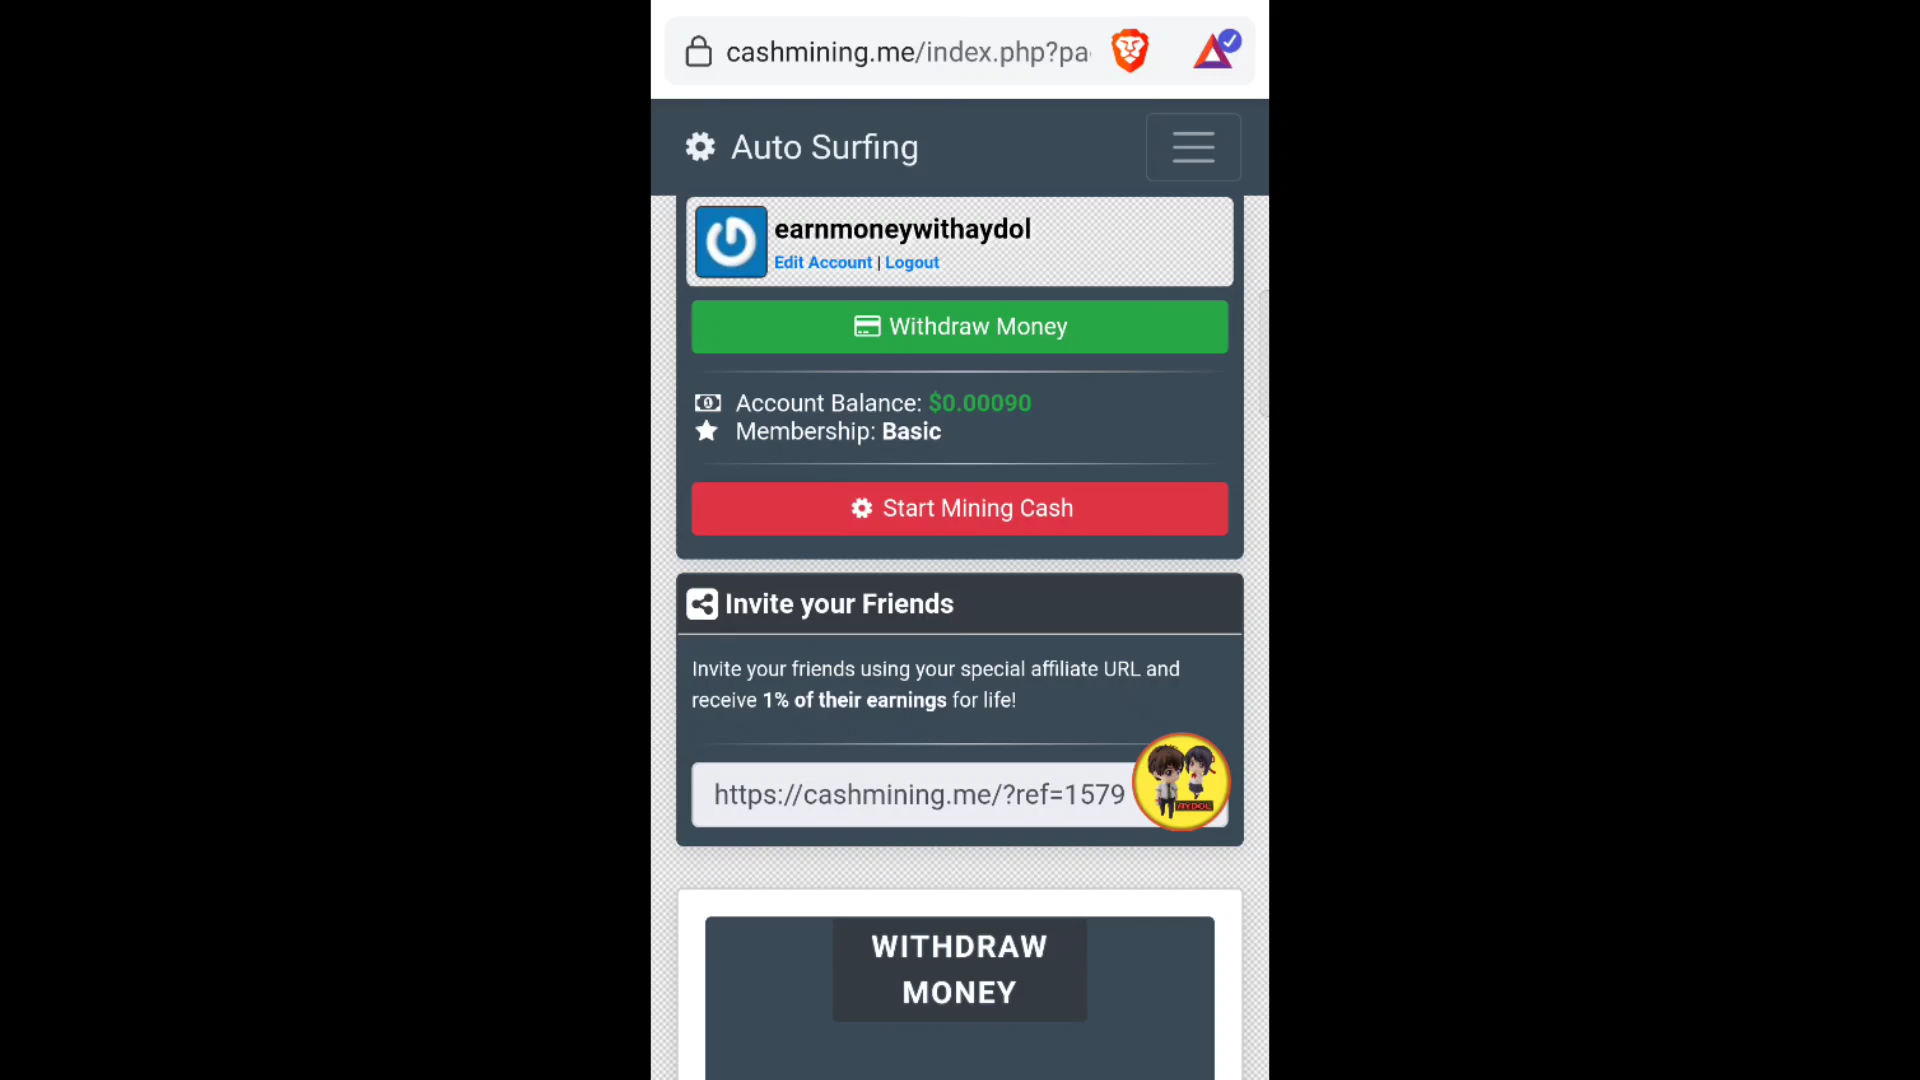 cashmining.me/index.php?pa
Auto Surfing
earnmoneywithaydol
Edit Account | Logout
Withdraw Money
Account Balance: $0.00090
Membership: Basic
Start Mining Cash
Invite your Friends
Invite your friends using your special affiliate URL and
receive 1% of their earnings for life!
https://cashmining.me/?ref=1579
AYDOL
WITHDRAW
MONEY